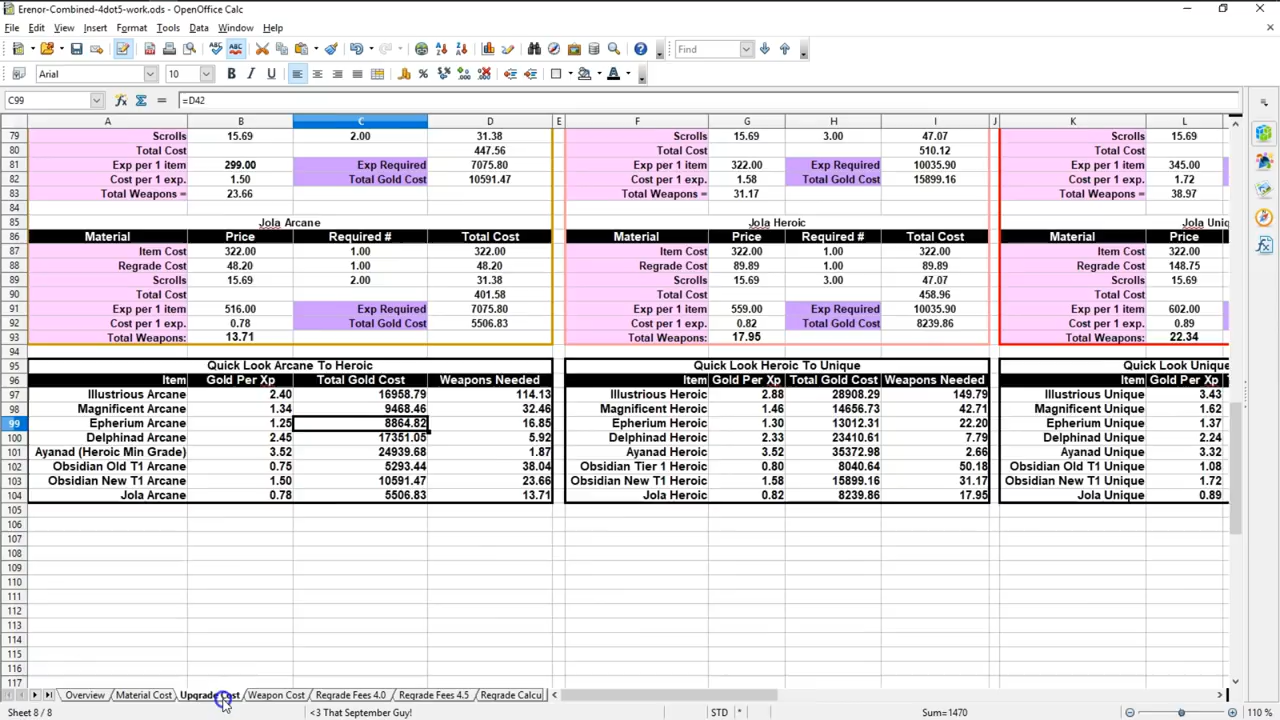 Erenor-Combined-4dot5-work.ods - OpenOffice Calc
File Edit View Insert Format Tools Data Window Help
Find
Arial 10
C99 =D42
A B C D E F G H I J K L
79 Scrolls 15.69 2.00 31.38 Scrolls 15.69 3.00 47.07 Scrolls 15.69
80 Total Cost 447.56 Total Cost 510.12 Total Cost
81 Exp per 1 item 299.00 Exp Required 7075.80 Exp per 1 item 322.00 Exp Required 10035.90 Exp per 1 item 345.00
82 Cost per 1 exp. 1.50 Total Gold Cost 10591.47 Cost per 1 exp. 1.58 Total Gold Cost 15899.16 Cost per 1 exp. 1.72
83 Total Weapons = 23.66 Total Weapons = 31.17 Total Weapons = 38.97
84
85 Jola Arcane Jola Heroic Jola Uniq
86 Material Price Required # Total Cost Material Price Required # Total Cost Material Price
87 Item Cost 322.00 1.00 322.00 Item Cost 322.00 1.00 322.00 Item Cost 322.00
88 Regrade Cost 48.20 1.00 48.20 Regrade Cost 89.89 1.00 89.89 Regrade Cost 148.75
89 Scrolls 15.69 2.00 31.38 Scrolls 15.69 3.00 47.07 Scrolls 15.69
90 Total Cost 401.58 Total Cost 458.96 Total Cost
91 Exp per 1 item 516.00 Exp Required 7075.80 Exp per 1 item 559.00 Exp Required 10035.90 Exp per 1 item 602.00
92 Cost per 1 exp. 0.78 Total Gold Cost 5506.83 Cost per 1 exp. 0.82 Total Gold Cost 8239.86 Cost per 1 exp. 0.89
93 Total Weapons: 13.71 Total Weapons: 17.95 Total Weapons: 22.34
94
95 Quick Look Arcane To Heroic Quick Look Heroic To Unique Quick Look Unique
96 Item Gold Per Xp Total Gold Cost Weapons Needed Item Gold Per Xp Total Gold Cost Weapons Needed Item Gold Per Xp
97 Illustrious Arcane 2.40 16958.79 114.13 Illustrious Heroic 2.88 28908.29 149.79 Illustrious Unique 3.43
98 Magnificent Arcane 1.34 9468.46 32.46 Magnificent Heroic 1.46 14656.73 42.71 Magnificent Unique 1.62
99 Epherium Arcane 1.25 8864.82 16.85 Epherium Heroic 1.30 13012.31 22.20 Epherium Unique 1.37
100 Delphinad Arcane 2.45 17351.05 5.92 Delphinad Heroic 2.33 23410.61 7.79 Delphinad Unique 2.24
101 Ayanad (Heroic Min Grade) 3.52 24939.68 1.87 Ayanad Heroic 3.52 35372.98 2.66 Ayanad Unique 3.32
102 Obsidian Old T1 Arcane 0.75 5293.44 38.04 Obsidian Tier 1 Heroic 0.80 8040.64 50.18 Obsidian Old T1 Unique 1.08
103 Obsidian New T1 Arcane 1.50 10591.47 23.66 Obsidian New T1 Heroic 1.58 15899.16 31.17 Obsidian New T1 Unique 1.72
104 Jola Arcane 0.78 5506.83 13.71 Jola Heroic 0.82 8239.86 17.95 Jola Unique 0.89
105
106
107
108
109
110
111
112
113
114
115
116
117
Overview Material Cost Upgrade Cost Weapon Cost Regrade Fees 4.0 Regrade Fees 4.5 Regrade Calcu
Sheet 8 / 8 <3 That September Guy! STD * Sum=1470 110 %